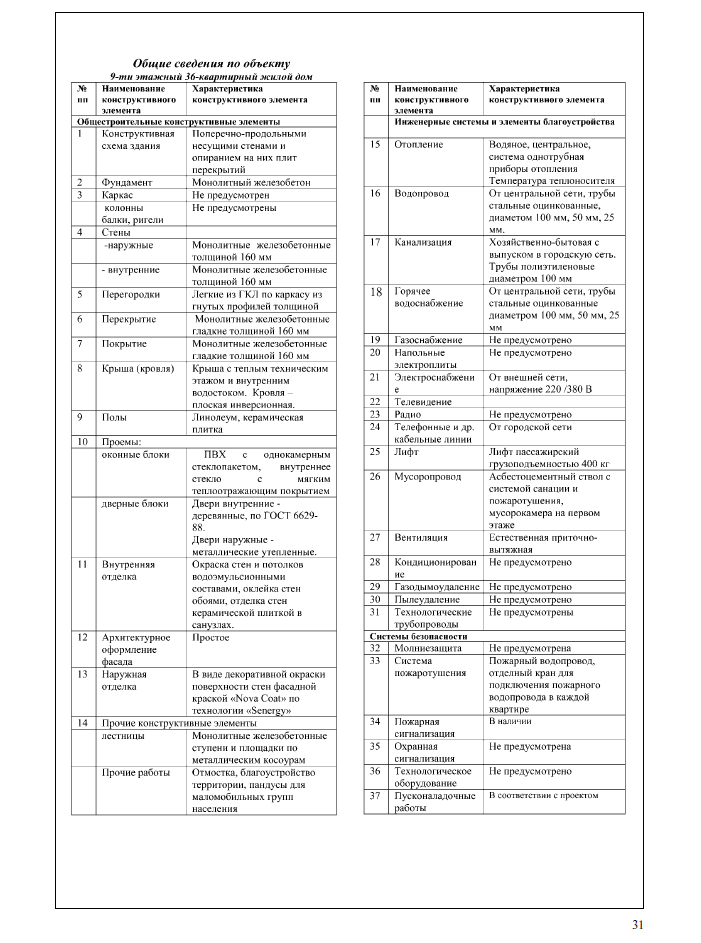 Общие сведения по объекту
9-ти этажный 36-квартирный жилой дом
№ пп Наименование конструктивного элемента Характеристика конструктивного элемента
Общестроительные конструктивные элементы
1 Конструктивная схема здания Поперечно-продольными несущими стенами и опиранием на них плит перекрытий
2 Фундамент Монолитный железобетон
3 Каркас Не предусмотрен
колонны Не предусмотрены
балки, ригели
4 Стены
-наружные Монолитные железобетонные толщиной 160 мм
- внутренние Монолитные железобетонные толщиной 160 мм
5 Перегородки Легкие из ГКЛ по каркасу из гнутых профилей толщиной
6 Перекрытие Монолитные железобетонные гладкие толщиной 160 мм
7 Покрытие Монолитные железобетонные гладкие толщиной 160 мм
8 Крыша (кровля) Крыша с теплым техническим этажом и внутренним водостоком. Кровля – плоская инверсионная.
9 Полы Линолеум, керамическая плитка
10 Проемы:
оконные блоки ПВХ с однокамерным стеклопакетом, внутреннее стекло с мягким теплоотражающим покрытием
дверные блоки Двери внутренние - деревянные, по ГОСТ 6629-88.
Двери наружные - металлические утепленные.
11 Внутренняя отделка Окраска стен и потолков водоэмульсионными составами, оклейка стен обоями, отделка стен керамической плиткой в санузлах.
12 Архитектурное оформление фасада Простое
13 Наружная отделка В виде декоративной окраски поверхности стен фасадной краской «Nova Coat» по технологии «Senergy»
14 Прочие конструктивные элементы
лестницы Монолитные железобетонные ступени и площадки по металлическим косоурам
Прочие работы Отмостка, благоустройство территории, пандусы для маломобильных групп населения
№ пп Наименование конструктивного элемента Характеристика конструктивного элемента
Инженерные системы и элементы благоустройства
15 Отопление Водяное, центральное, система однотрубная приборы отопления Температура теплоносителя
16 Водопровод От центральной сети, трубы стальные оцинкованные, диаметом 100 мм, 50 мм, 25 мм.
17 Канализация Хозяйственно-бытовая с выпуском в городскую сеть. Трубы полиэтиленовые диаметром 100 мм
18 Горячее водоснабжение От центральной сети, трубы стальные оцинкованные диаметром 100 мм, 50 мм, 25 мм
19 Газоснабжение Не предусмотрено
20 Напольные электроплиты Не предусмотрено
21 Электроснабжени е От внешней сети, напряжение 220 /380 В
22 Телевидение
23 Радио Не предусмотрено
24 Телефонные и др. кабельные линии От городской сети
25 Лифт Лифт пассажирский грузоподъемностью 400 кг
26 Мусоропровод Асбестоцементный ствол с системой санации и пожаротушения, мусорокамера на первом этаже
27 Вентиляция Естественная приточно-вытяжная
28 Кондиционирован ие Не предусмотрено
29 Газодымоудаление Не предусмотрено
30 Пылеудаление Не предусмотрено
31 Технологические трубопроводы Не предусмотрены
Системы безопасности
32 Молниезащита Не предусмотрена
33 Система пожаротушения Пожарный водопровод, отдельный кран для подключения пожарного водопровода в каждой квартире
34 Пожарная сигнализация В наличии
35 Охранная сигнализация Не предусмотрена
36 Технологическое оборудование Не предусмотрено
37 Пусконаладочные работы В соответствии с проектом
31